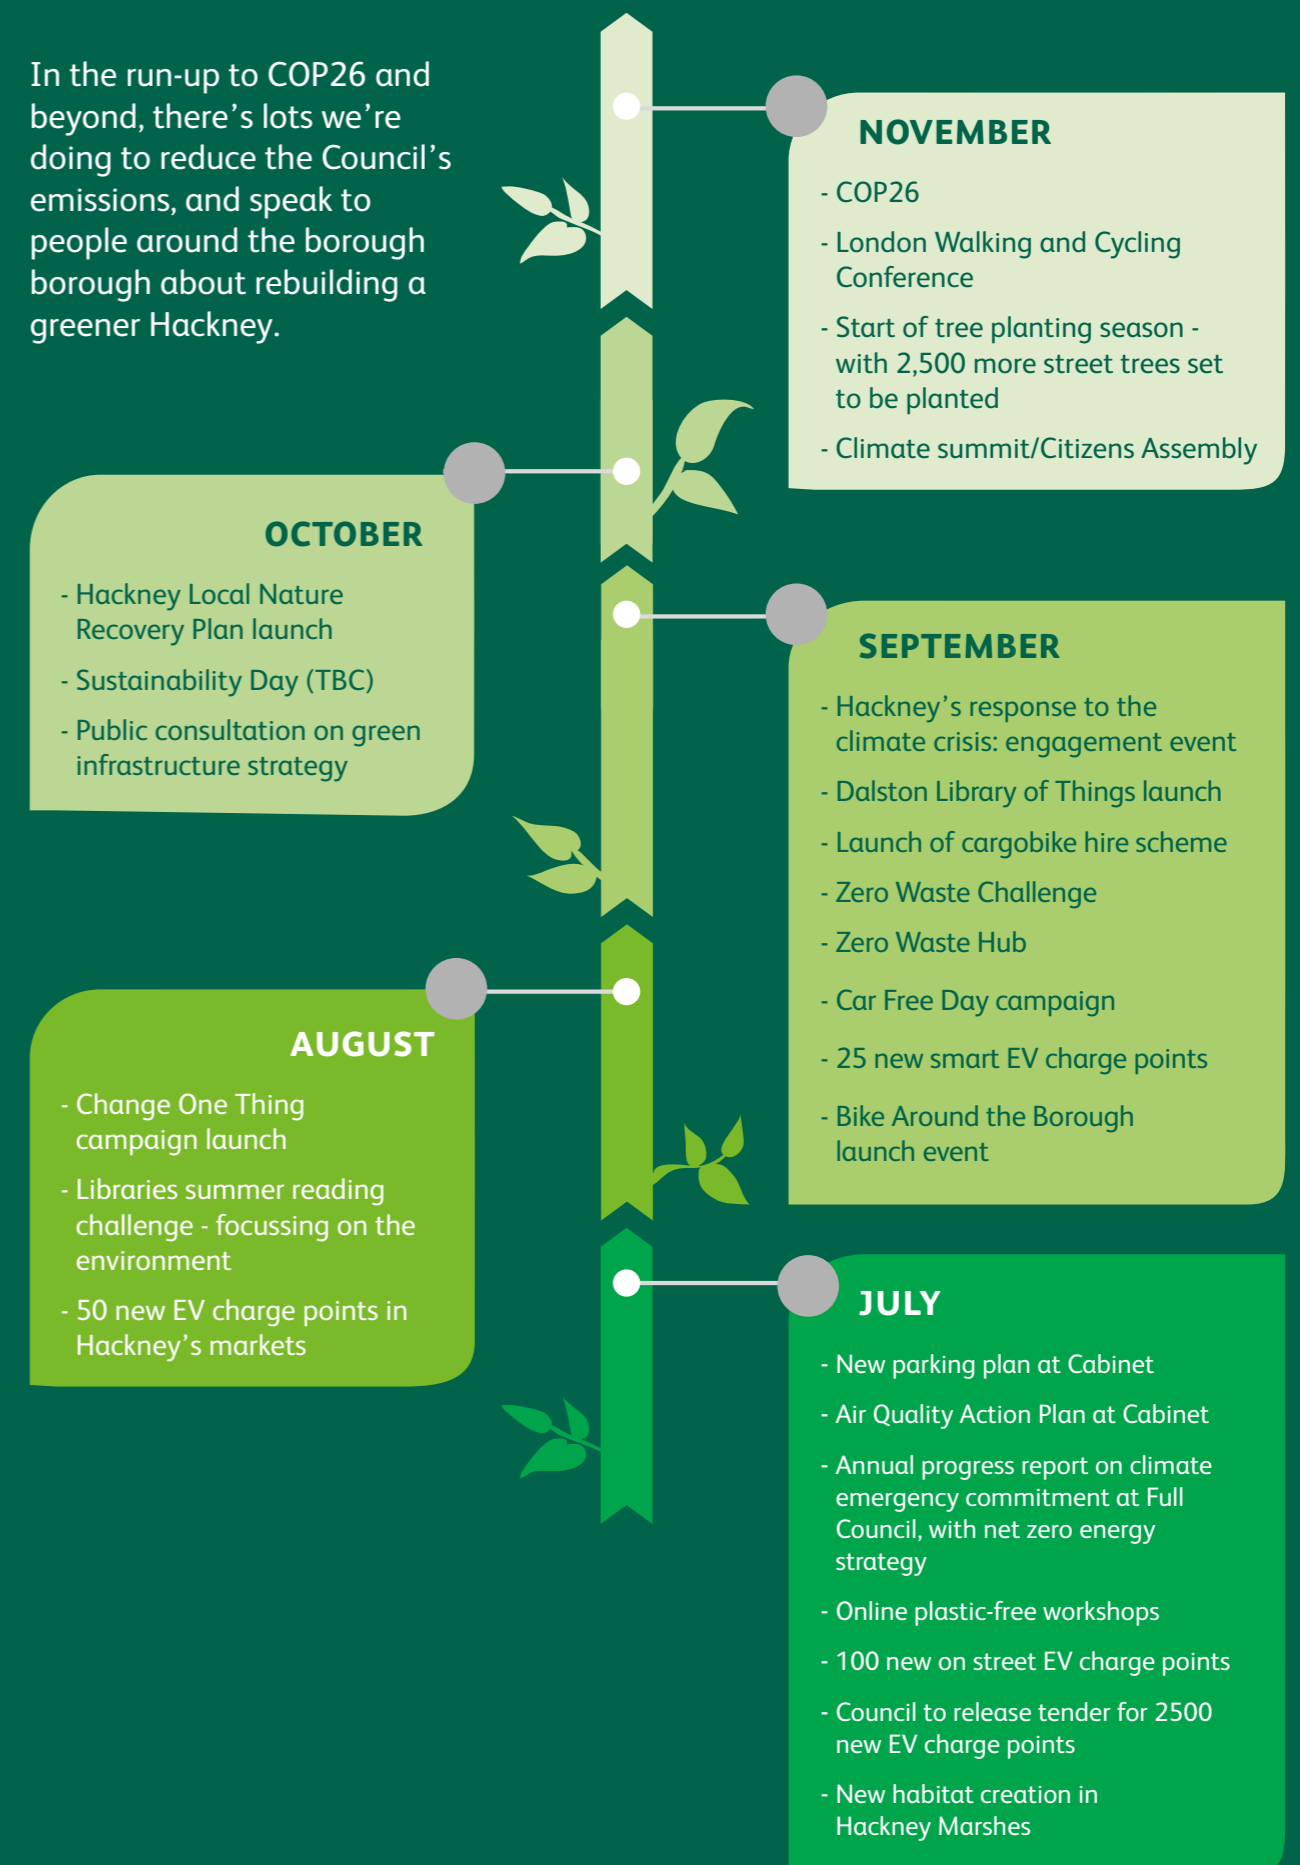 In the run-up to COP26 and
beyond, there's lots we're
doing to reduce the Council's
emissions, and speak to
people around the borough
borough about rebuilding a
greener Hackney.
NOVEMBER
- COP26
- London Walking and Cycling
Conference
- Start of tree planting season -
with 2,500 more street trees set
to be planted
- Climate summit/Citizens Assembly
OCTOBER
- Hackney Local Nature
Recovery Plan launch
- Sustainability Day (TBC)
- Public consultation on green
infrastructure strategy
SEPTEMBER
- Hackney's response to the
climate crisis: engagement event
- Dalston Library of Things launch
- Launch of cargobike hire scheme
- Zero Waste Challenge
- Zero Waste Hub
- Car Free Day campaign
- 25 new smart EV charge points
- Bike Around the Borough
launch event
AUGUST
- Change One Thing
campaign launch
- Libraries summer reading
challenge - focussing on the
environment
- 50 new EV charge points in
Hackney's markets
JULY
- New parking plan at Cabinet
- Air Quality Action Plan at Cabinet
- Annual progress report on climate
emergency commitment at Full
Council, with net zero energy
strategy
- Online plastic-free workshops
- 100 new on street EV charge points
- Council to release tender for 2500
new EV charge points
- New habitat creation in
Hackney Marshes